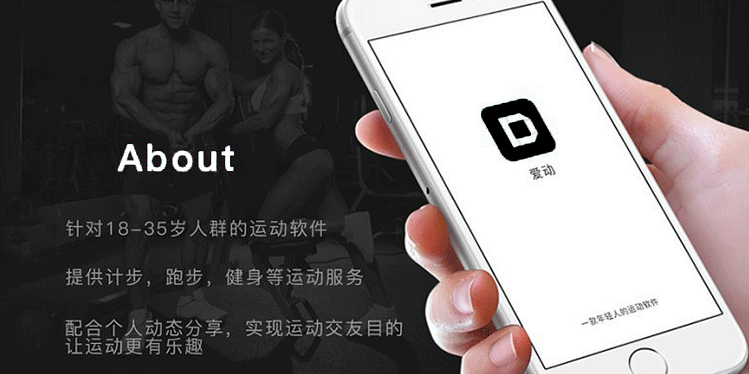 About
针对18-35岁人群的运动软件
提供计步，跑步，健身等运动服务
配合个人动态分享，实现运动交友目的
让运动更有乐趣
D
爱动
一款年轻人的运动软件